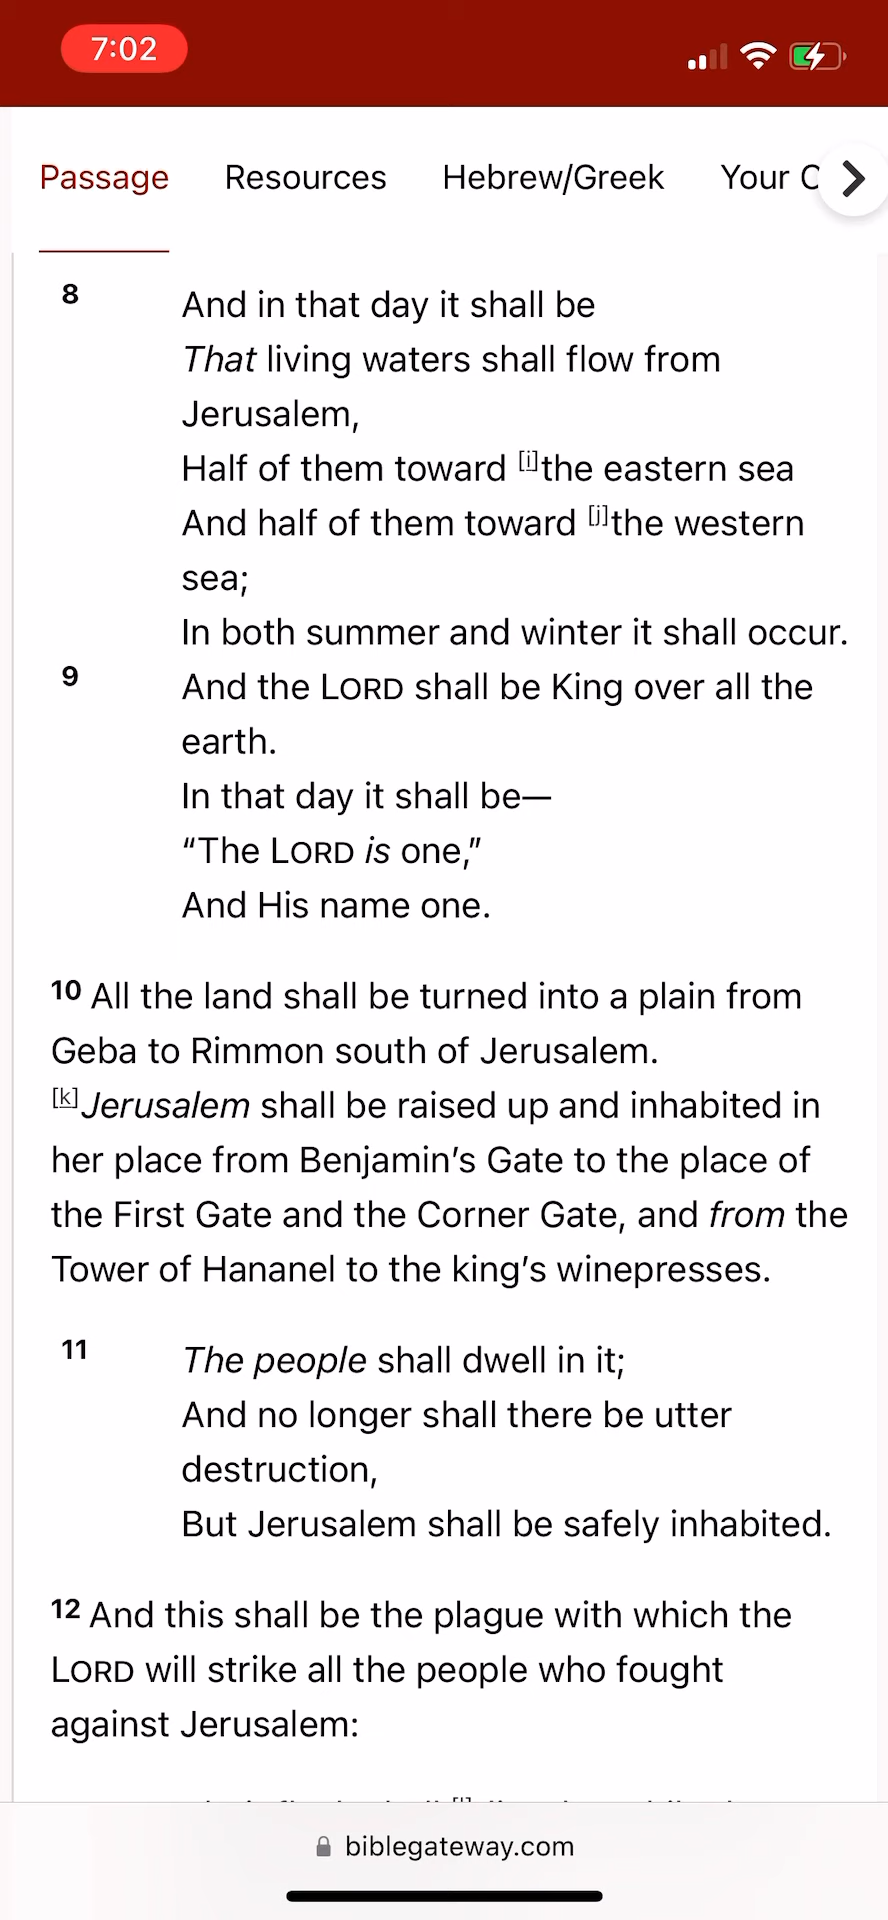 7:02
Passage Resources Hebrew/Greek Your
8 And in that day it shall be
That living waters shall flow from
Jerusalem,
Half of them toward [i]the eastern sea
And half of them toward [j]the western
sea;
In both summer and winter it shall occur.
9 And the LORD shall be King over all the
earth.
In that day it shall be—
“The LORD is one,”
And His name one.
10 All the land shall be turned into a plain from
Geba to Rimmon south of Jerusalem.
[k]Jerusalem shall be raised up and inhabited in
her place from Benjamin’s Gate to the place of
the First Gate and the Corner Gate, and from the
Tower of Hananel to the king’s winepresses.
11 The people shall dwell in it;
And no longer shall there be utter
destruction,
But Jerusalem shall be safely inhabited.
12 And this shall be the plague with which the
LORD will strike all the people who fought
against Jerusalem:
biblegateway.com